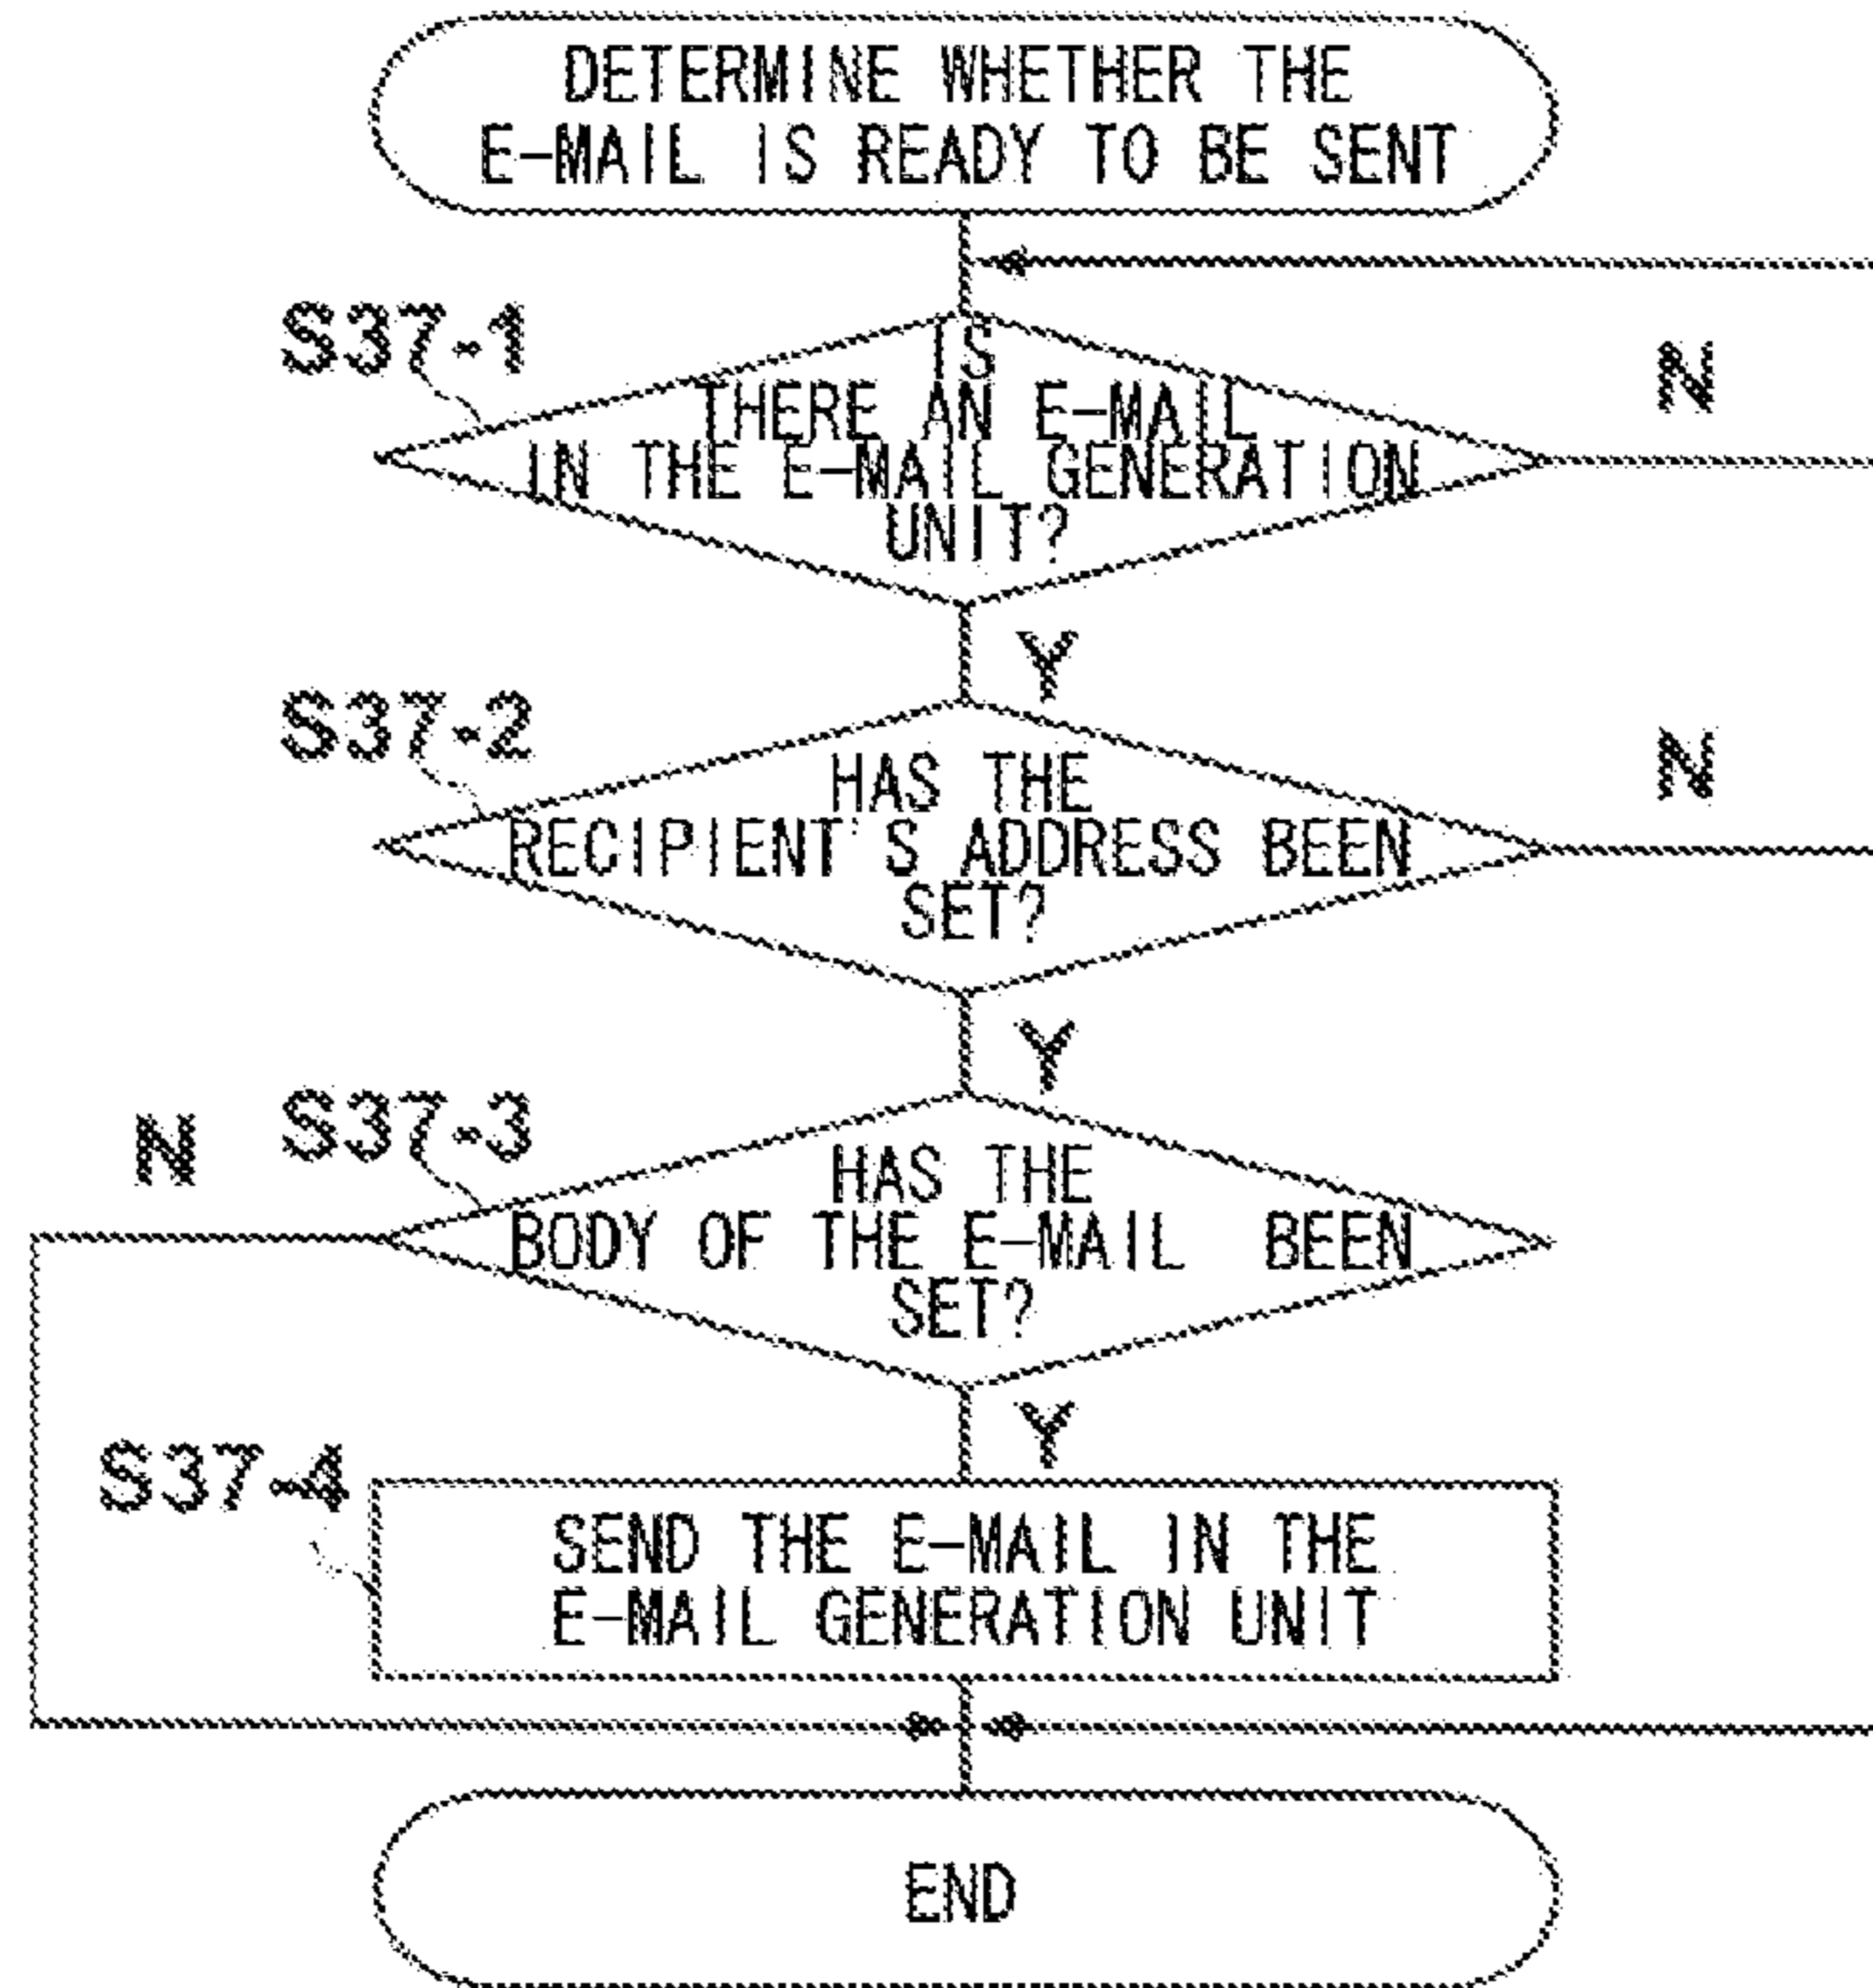 DETERMINE WHETHER THE
E-MAIL IS READY TO BE SENT
S37-1
IS
THERE AN E-MAIL
IN THE E-MAIL GENERATION
UNIT?
N
Y
S37-2
HAS THE
RECIPIENT'S ADDRESS BEEN
SET?
N
Y
N
S37-3
HAS THE
BODY OF THE E-MAIL BEEN
SET?
Y
S37-4
SEND THE E-MAIL IN THE
E-MAIL GENERATION UNIT
END